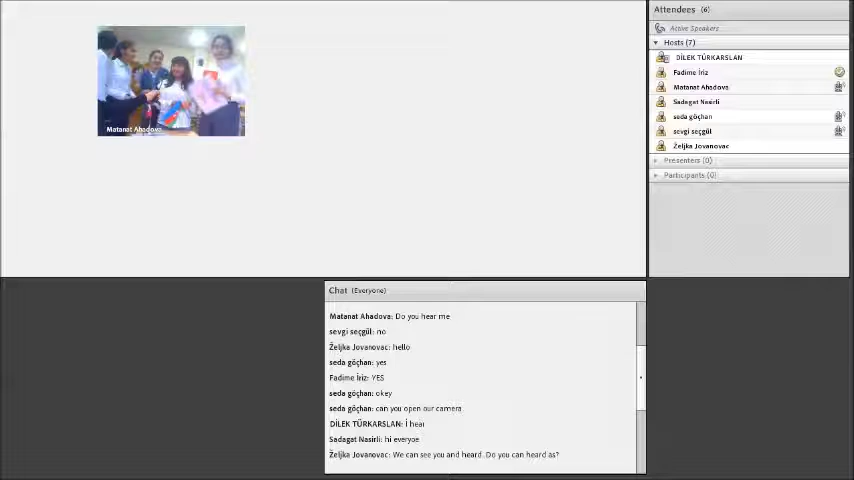 Attendees (6)
Active Speakers
Hosts (7)
DİLEK TÜRKARSLAN
Fadime İriz
Matanat Ahadova
Sadagat Nasirli
seda göçhan
sevgi seçgül
Željka Jovanovac
Presenters (0)
Participants (0)
Matanat Ahadova
Chat (Everyone)
Matanat Ahadova: Do you hear me
sevgi seçgül: no
Željka Jovanovac: hello
seda göçhan: yes
Fadime İriz: YES
seda göçhan: okey
seda göçhan: can you open our camera
DİLEK TÜRKARSLAN: İ hear
Sadagat Nasirli: hi everyoe
Željka Jovanovac: We can see you and heard. Do you can heard as?